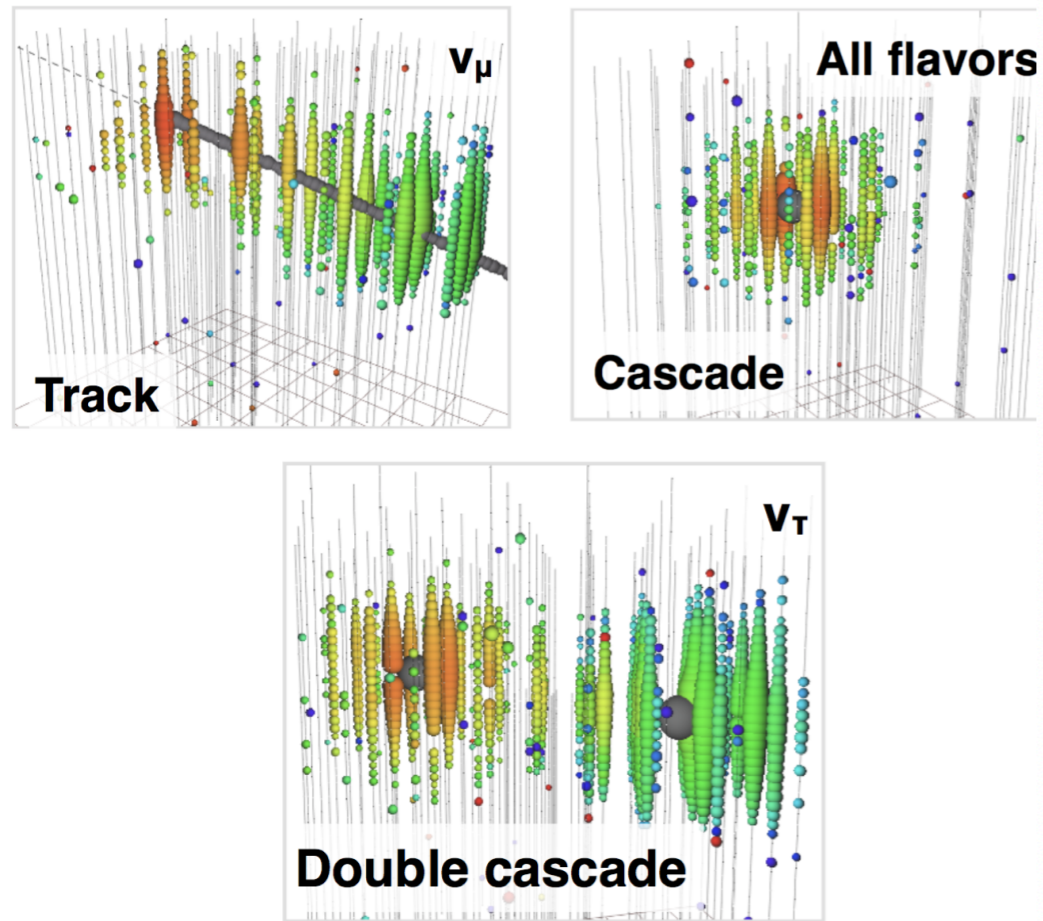 νμ
Track
All flavors
Cascade
ντ
Double cascade